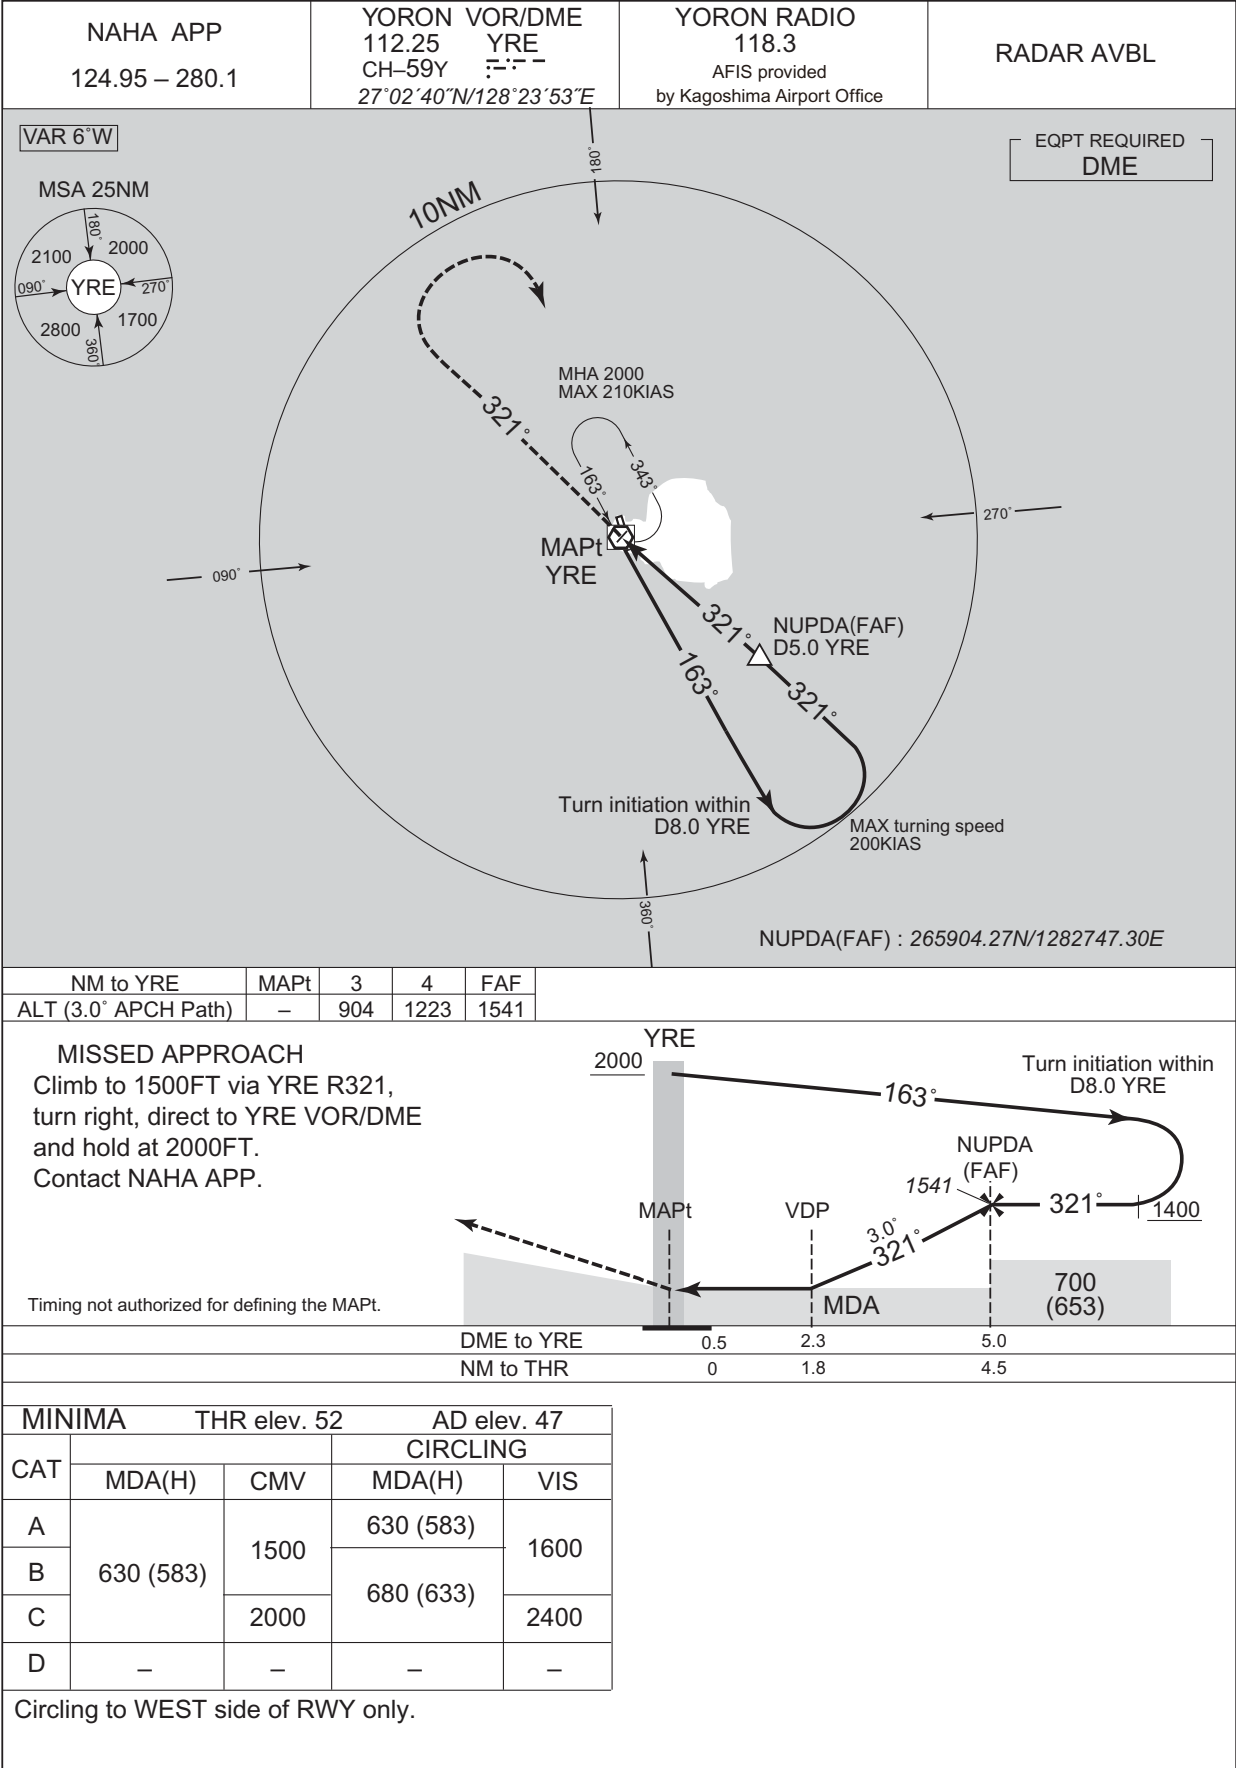 NAHA APP
124.95 – 280.1
YORON VOR/DME
112.25 YRE
CH–59Y
27°02′40″N/128°23′53″E
YORON RADIO
118.3
AFIS provided
by Kagoshima Airport Office
RADAR AVBL
VAR 6°W
EQPT REQUIRED
DME
MSA 25NM
180°
2100
2000
090°
YRE
270°
2800
1700
360°
10NM
180°
321°
MHA 2000
MAX 210KIAS
163°
343°
270°
090°
MAPt
YRE
321°
NUPDA(FAF)
D5.0 YRE
163°
321°
Turn initiation within
D8.0 YRE
MAX turning speed
200KIAS
360°
NUPDA(FAF) : 265904.27N/1282747.30E
NM to YRE MAPt 3 4 FAF
ALT (3.0° APCH Path) – 904 1223 1541
MISSED APPROACH
Climb to 1500FT via YRE R321,
turn right, direct to YRE VOR/DME
and hold at 2000FT.
Contact NAHA APP.
YRE
2000
163°
Turn initiation within
D8.0 YRE
NUPDA
(FAF)
1541
321°
1400
MAPt
VDP
3.0°
321°
MDA
700
(653)
Timing not authorized for defining the MAPt.
DME to YRE 0.5 2.3 5.0
NM to THR 0 1.8 4.5
MINIMA THR elev. 52 AD elev. 47
CAT
CIRCLING
MDA(H) CMV MDA(H) VIS
A
630 (583)
1500
1600
B
630 (583)
680 (633)
C
2000
2400
D – – – –
Circling to WEST side of RWY only.